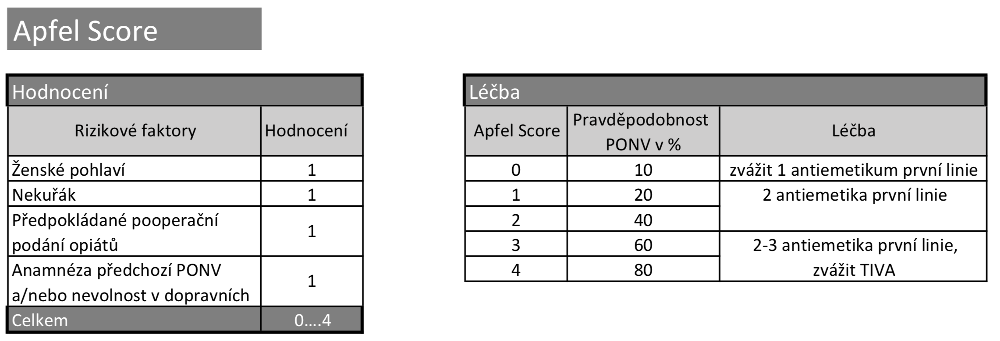 Apfel Score
Hodnocení
Rizikové faktory Hodnocení
Ženské pohlaví 1
Nekuřák 1
Předpokládané pooperační
podání opiátů
1
Anamnéza předchozí PONV
a/nebo nevolnost v dopravních
1
Celkem 0....4
Léčba
Apfel Score
Pravděpodobnost
PONV v %
Léčba
0 10 zvážit 1 antiemetikum první linie
1 20 2 antiemetika první linie
2 40
3 60 2-3 antiemetika první linie,
4 80 zvážit TIVA